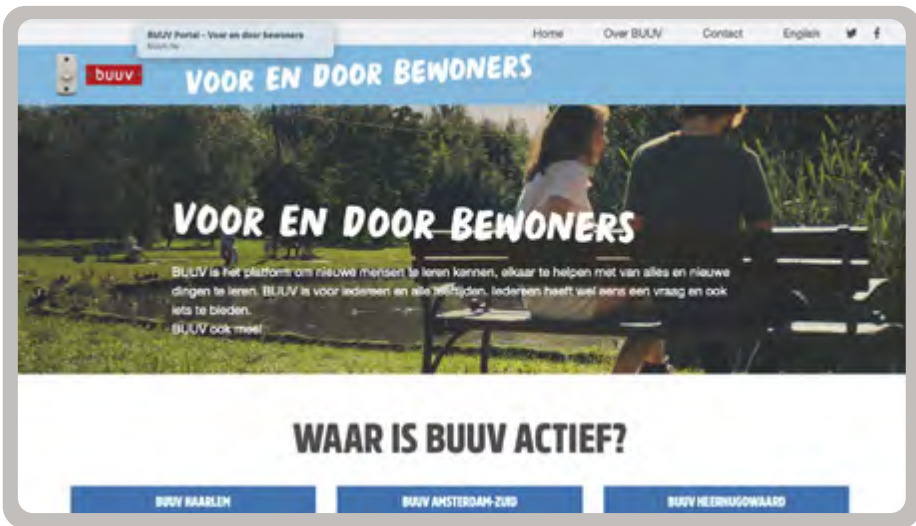 BUUV Portal - Voor en door bewoners
buuv.nu
Home Over BUUV Contact English
buuv
VOOR EN DOOR BEWONERS
VOOR EN DOOR BEWONERS
BUUV is het platform om nieuwe mensen te leren kennen, elkaar te helpen met van alles en nieuwe
dingen te leren. BUUV is voor iedereen en alle leeftijden. Iedereen heeft wel eens een vraag en ook
iets te bieden.
BUUV ook mee!
WAAR IS BUUV ACTIEF?
BUUV HAARLEM BUUV AMSTERDAM-ZUID BUUV HEERHUGOWAARD